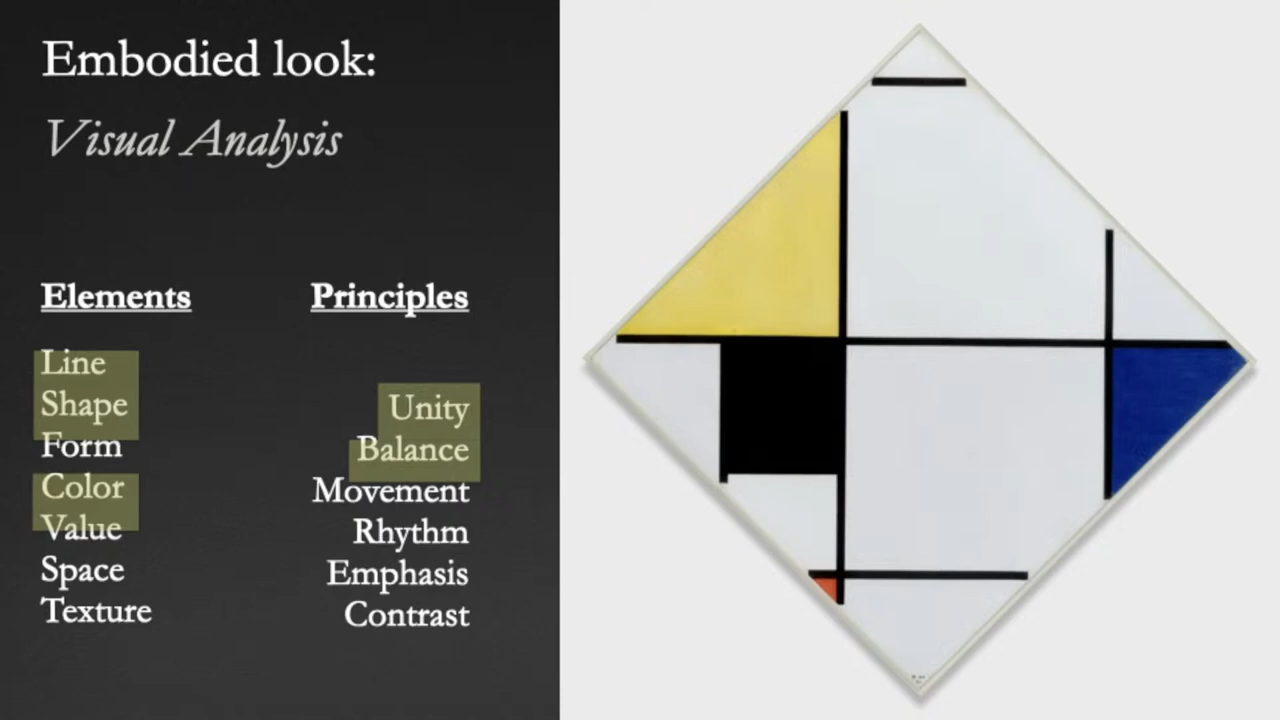 Embodied look:
Visual Analysis
Elements
Line
Shape
Form
Color
Value
Space
Texture
Principles
Unity
Balance
Movement
Rhythm
Emphasis
Contrast